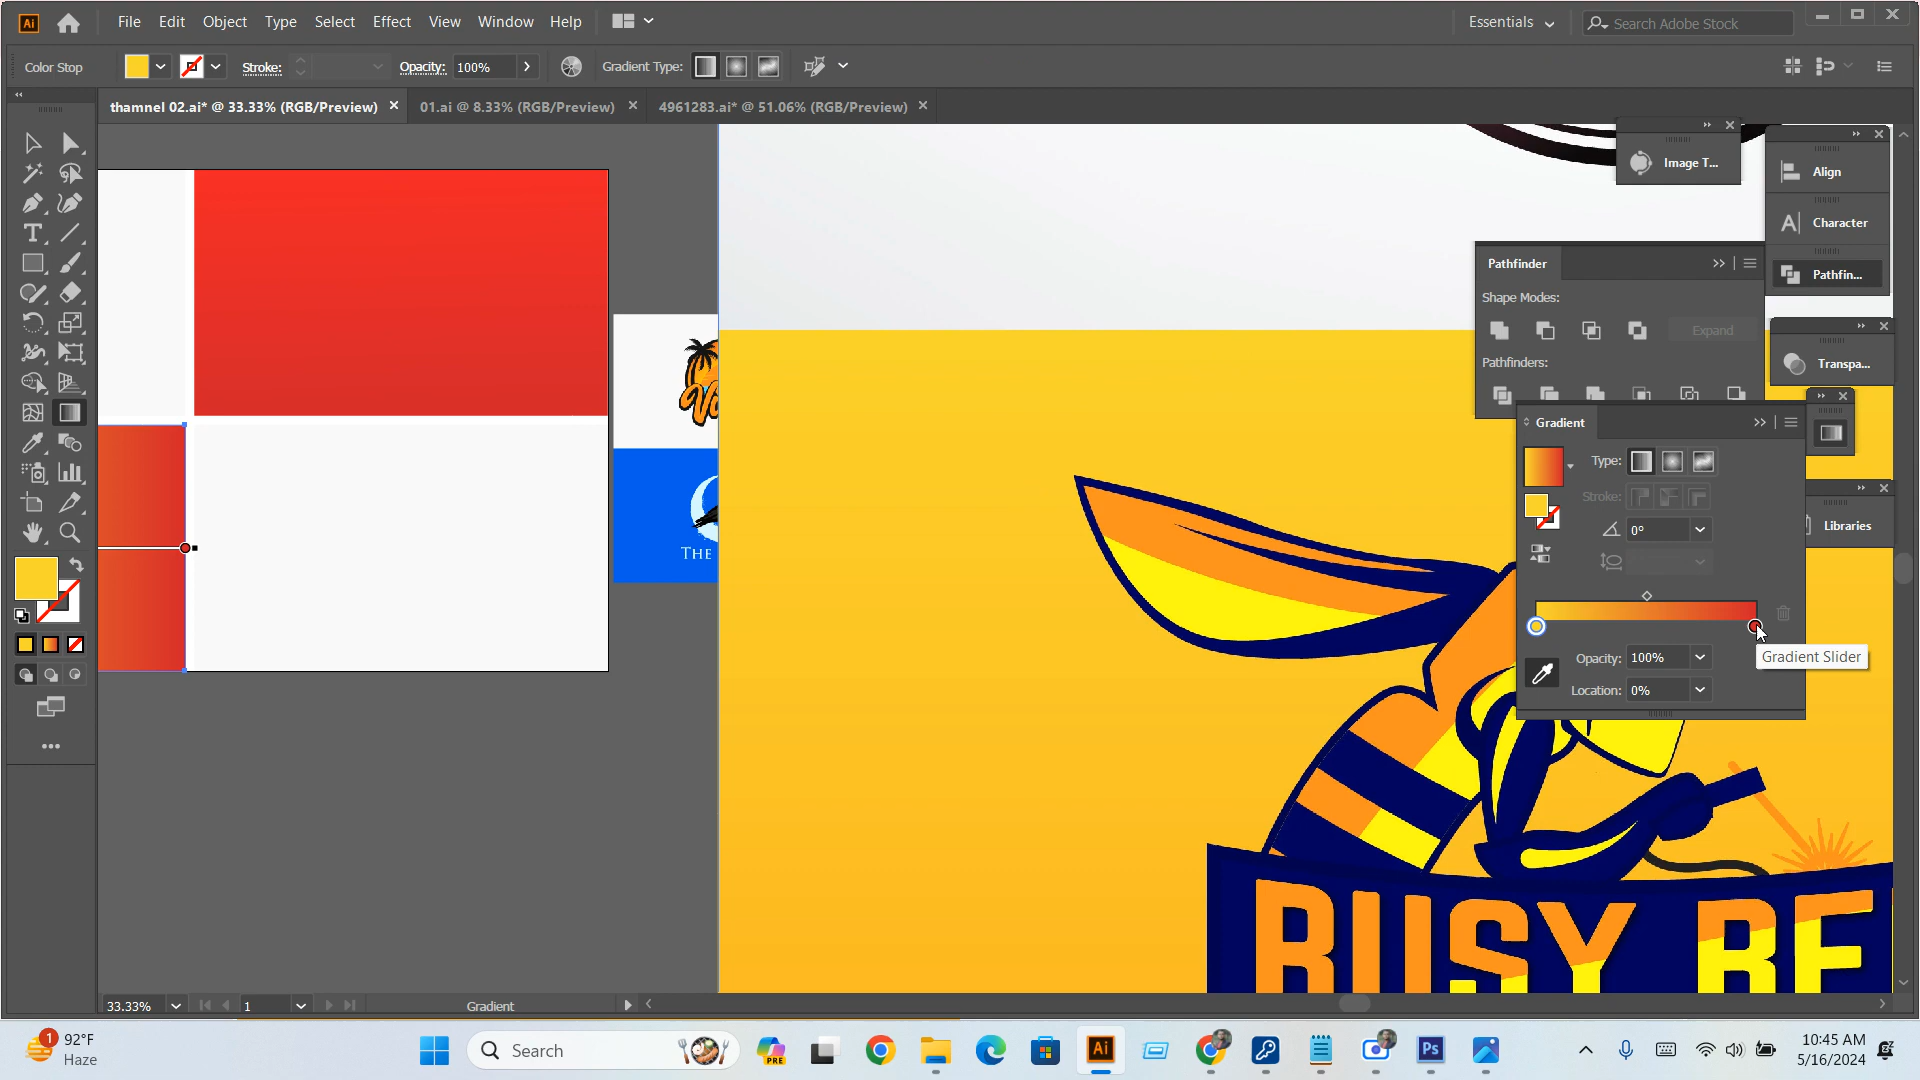 File Edit Object Type Select Effect View Window Help
Essentials
Search Adobe Stock
Color Stop
Stroke:
Opacity: 100%
Gradient Type:
thamnel 02.ai* @ 33.33% (RGB/Preview)
01.ai @ 8.33% (RGB/Preview)
4961283.ai* @ 51.06% (RGB/Preview)
Image T...
Align
Character
Pathfin...
Pathfinder
Shape Modes:
Expand
Pathfinders:
Transpa...
Gradient
Type:
Stroke:
0°
Libraries
Opacity: 100%
Gradient Slider
Location: 0%
THE
BUSY BE
33.33%
1
Gradient
1
92°F
Haze
Search
PRE
Ai
Ps
10:45 AM
5/16/2024